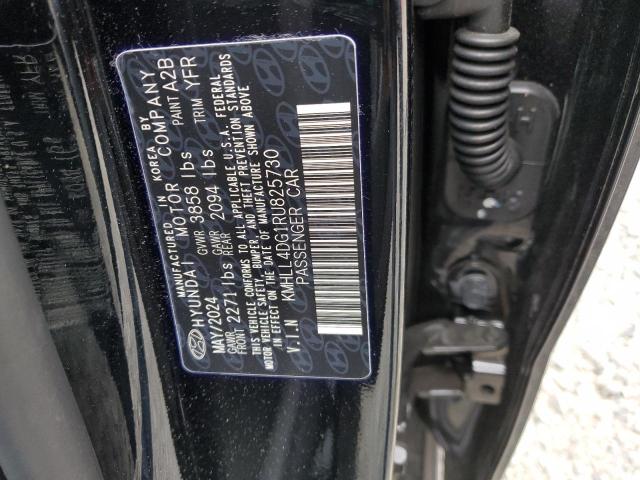 MANUFACTURED IN KOREA BY
HYUNDAI MOTOR COMPANY
MAY/2024 GVWR 3858 lbs PAINT A2B
GAWR FRONT 2271 lbs GAWR REAR 2094 lbs TRIM YFR
THIS VEHICLE CONFORMS TO ALL APPLICABLE U.S.A. FEDERAL
MOTOR VEHICLE SAFETY, BUMPER, AND THEFT PREVENTION STANDARDS
IN EFFECT ON THE DATE OF MANUFACTURE SHOWN ABOVE
V.I.N KMHLL4DG1RU825730
PASSENGER CAR